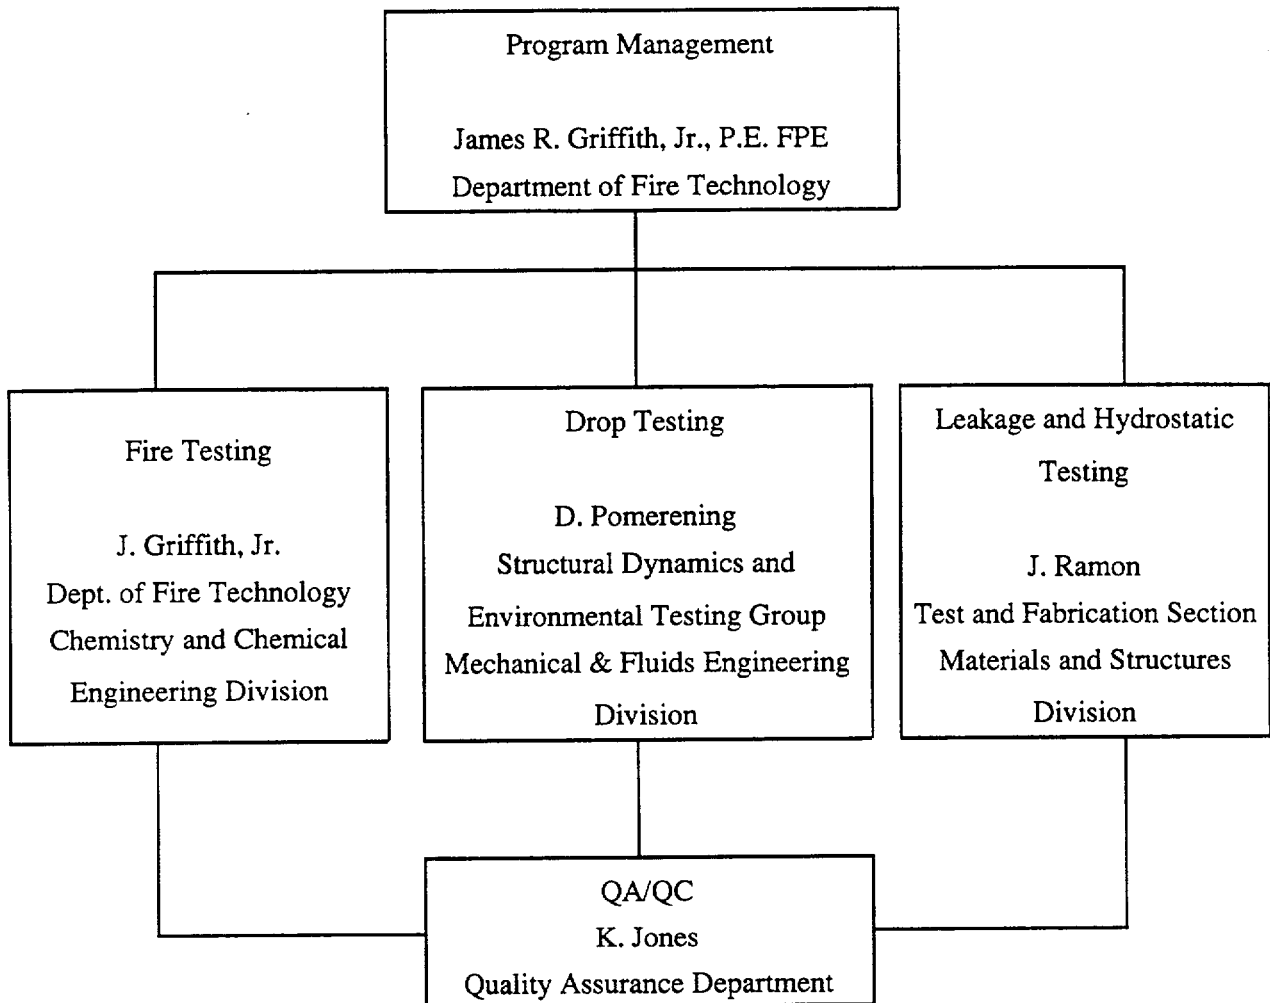 Program Management
James R. Griffith, Jr., P.E. FPE
Department of Fire Technology
Fire Testing
J. Griffith, Jr.
Dept. of Fire Technology
Chemistry and Chemical
Engineering Division
Drop Testing
D. Pomerening
Structural Dynamics and
Environmental Testing Group
Mechanical & Fluids Engineering
Division
Leakage and Hydrostatic
Testing
J. Ramon
Test and Fabrication Section
Materials and Structures
Division
QA/QC
K. Jones
Quality Assurance Department